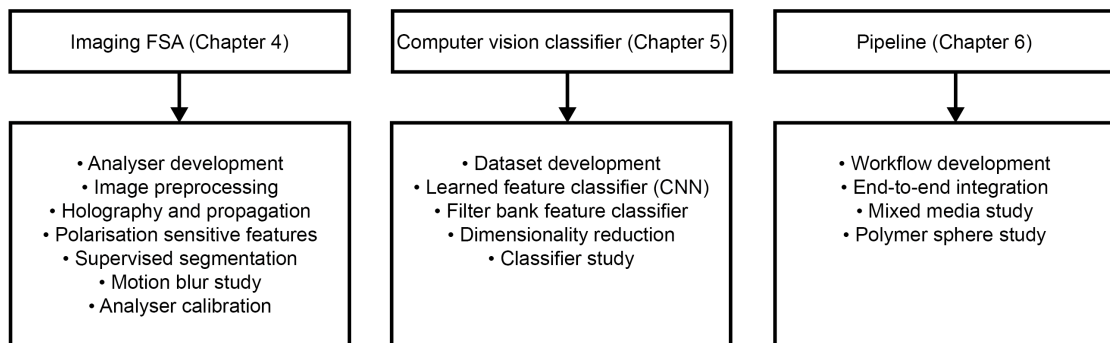 Imaging FSA (Chapter 4)
• Analyser development
• Image preprocessing
• Holography and propagation
• Polarisation sensitive features
• Supervised segmentation
• Motion blur study
• Analyser calibration
Computer vision classifier (Chapter 5)
• Dataset development
• Learned feature classifier (CNN)
• Filter bank feature classifier
• Dimensionality reduction
• Classifier study
Pipeline (Chapter 6)
• Workflow development
• End-to-end integration
• Mixed media study
• Polymer sphere study